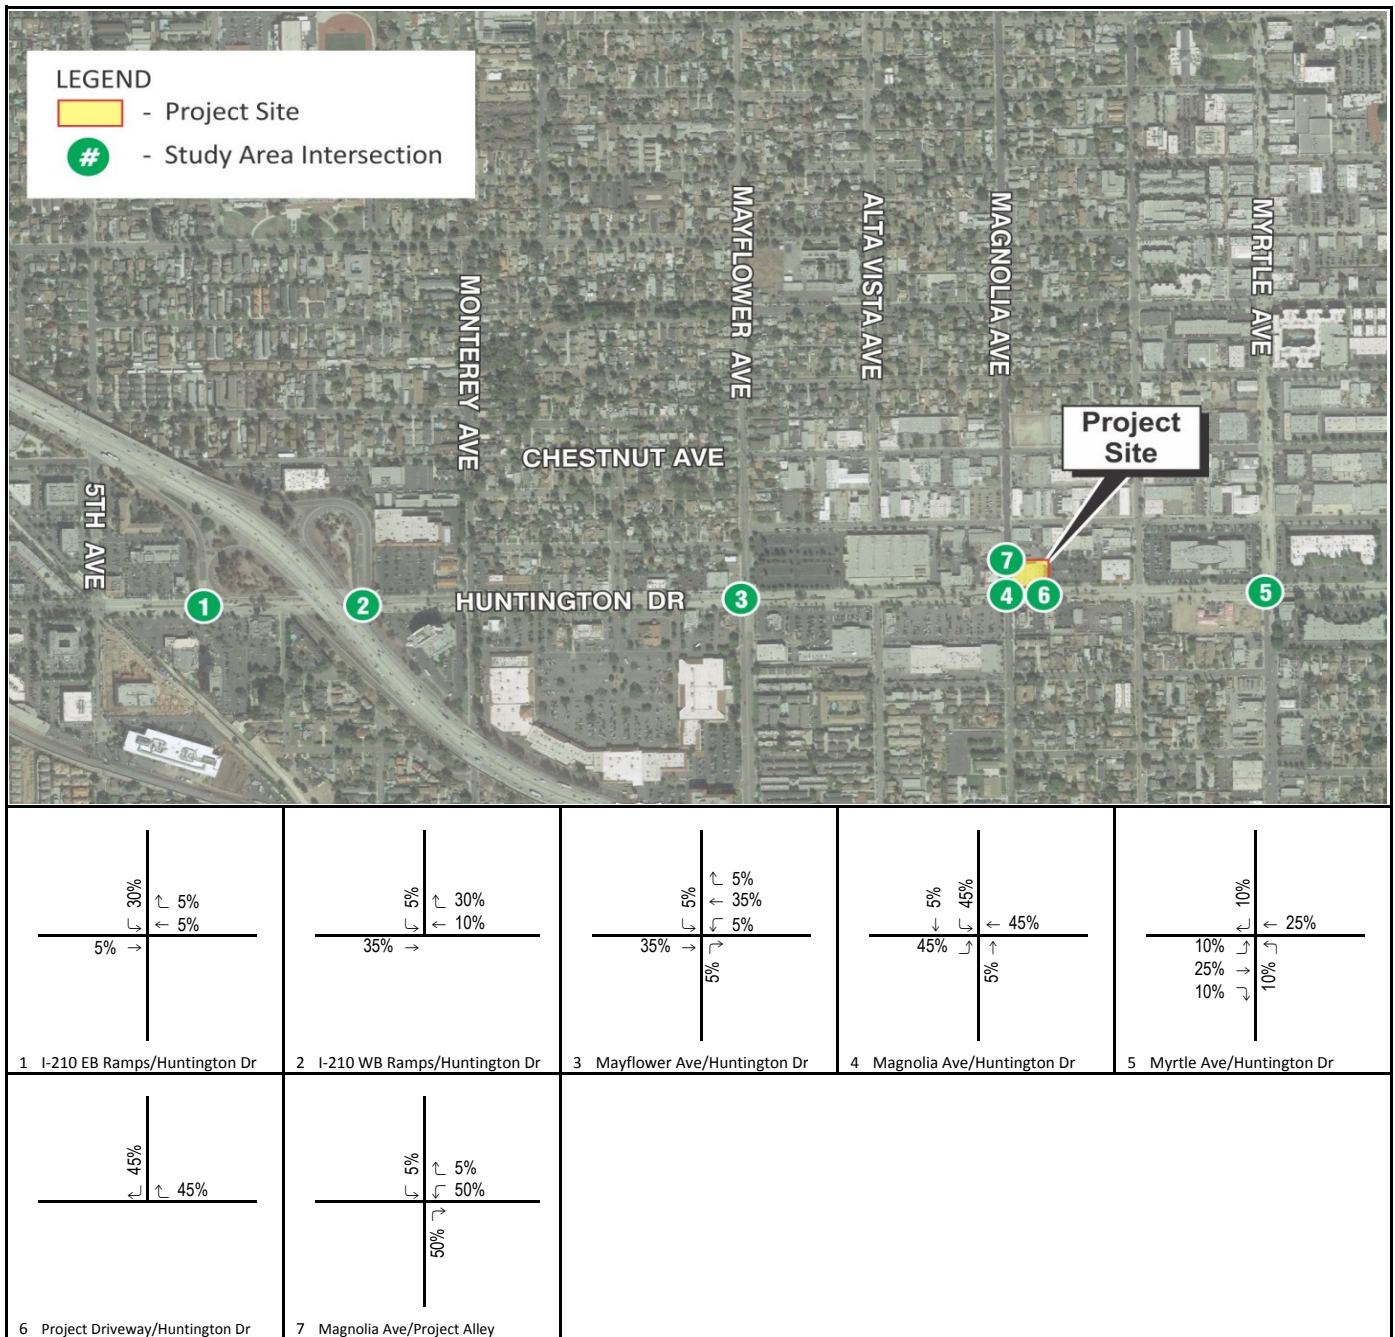 LEGEND
- Project Site
# - Study Area Intersection
5TH AVE
MONTEREY AVE
CHESTNUT AVE
MAYFLOWER AVE
ALTA VISTA AVE
MAGNOLIA AVE
MYRTLE AVE
Project
Site
HUNTINGTON DR
1
2
3
7
4
6
5
30%
↑ 5%
← 5%
5% →
1 I-210 EB Ramps/Huntington Dr
5%
30%
← 10%
35% →
2 I-210 WB Ramps/Huntington Dr
5%
5%
← 35%
5%
35% →
5%
3 Mayflower Ave/Huntington Dr
5% 45%
← 45%
45%
5%
4 Magnolia Ave/Huntington Dr
10%
← 25%
10%
25% →
10%
10%
5 Myrtle Ave/Huntington Dr
45%
45%
6 Project Driveway/Huntington Dr
5%
5%
50%
50%
7 Magnolia Ave/Project Alley